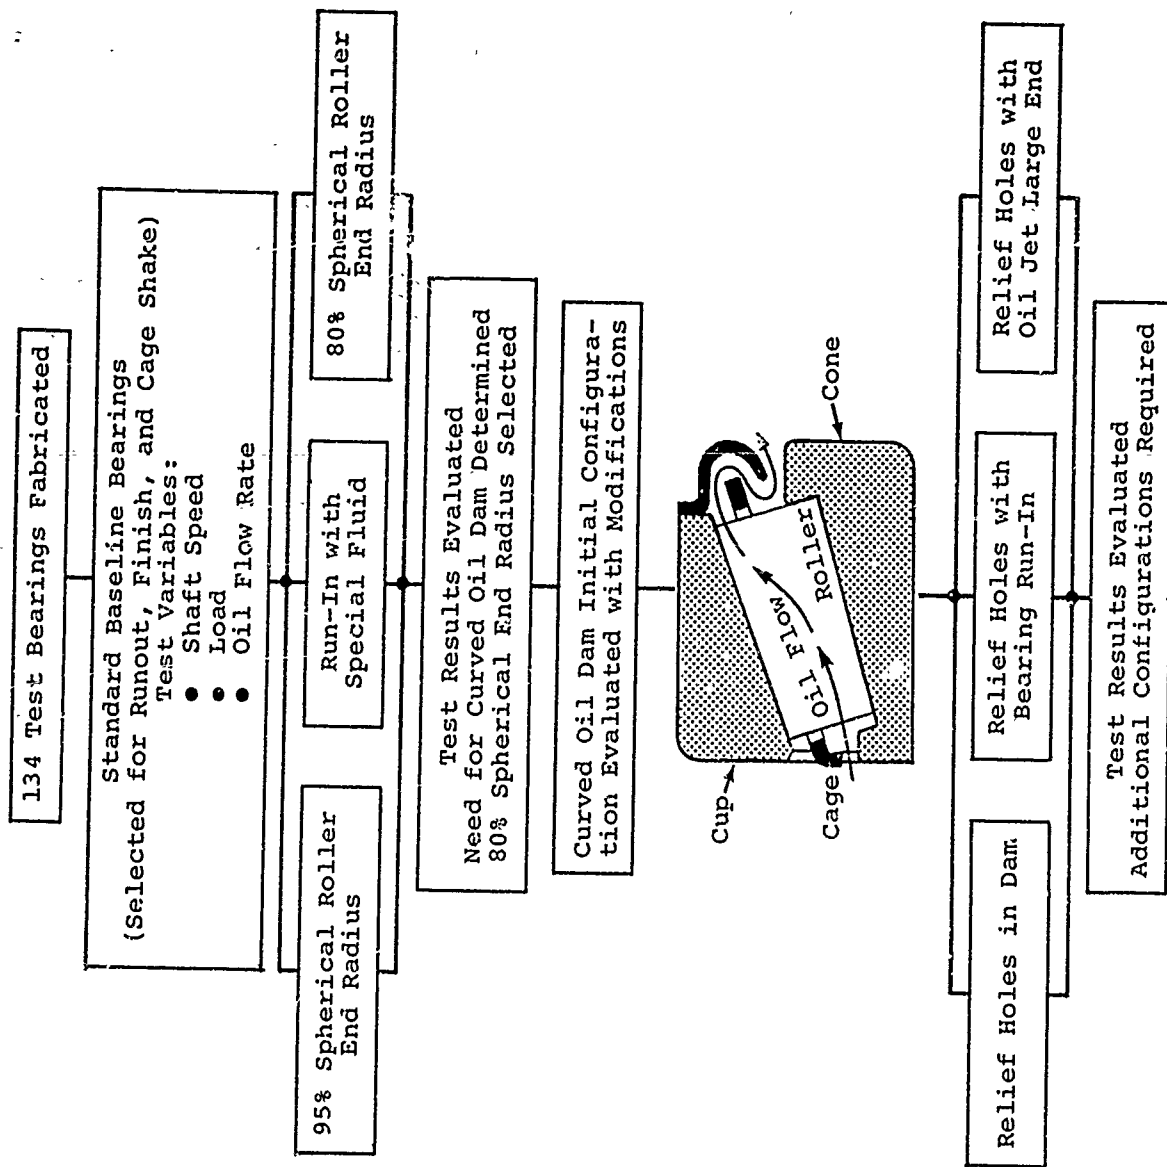 134 Test Bearings Fabricated
Standard Baseline Bearings
(Selected for Runout, Finish, and Cage Shake)
Test Variables:
● Shaft Speed
● Load
● Oil Flow Rate
95% Spherical Roller
End Radius
Run-In with
Special Fluid
80% Spherical Roller
End Radius
Test Results Evaluated
Need for Curved Oil Dam Determined
80% Spherical End Radius Selected
Curved Oil Dam Initial Configura-
tion Evaluated with Modifications
Cup
Cage
Oil Flow
Roller
Cone
Relief Holes in Dam
Relief Holes with
Bearing Run-In
Relief Holes with
Oil Jet Large End
Test Results Evaluated
Additional Configurations Required